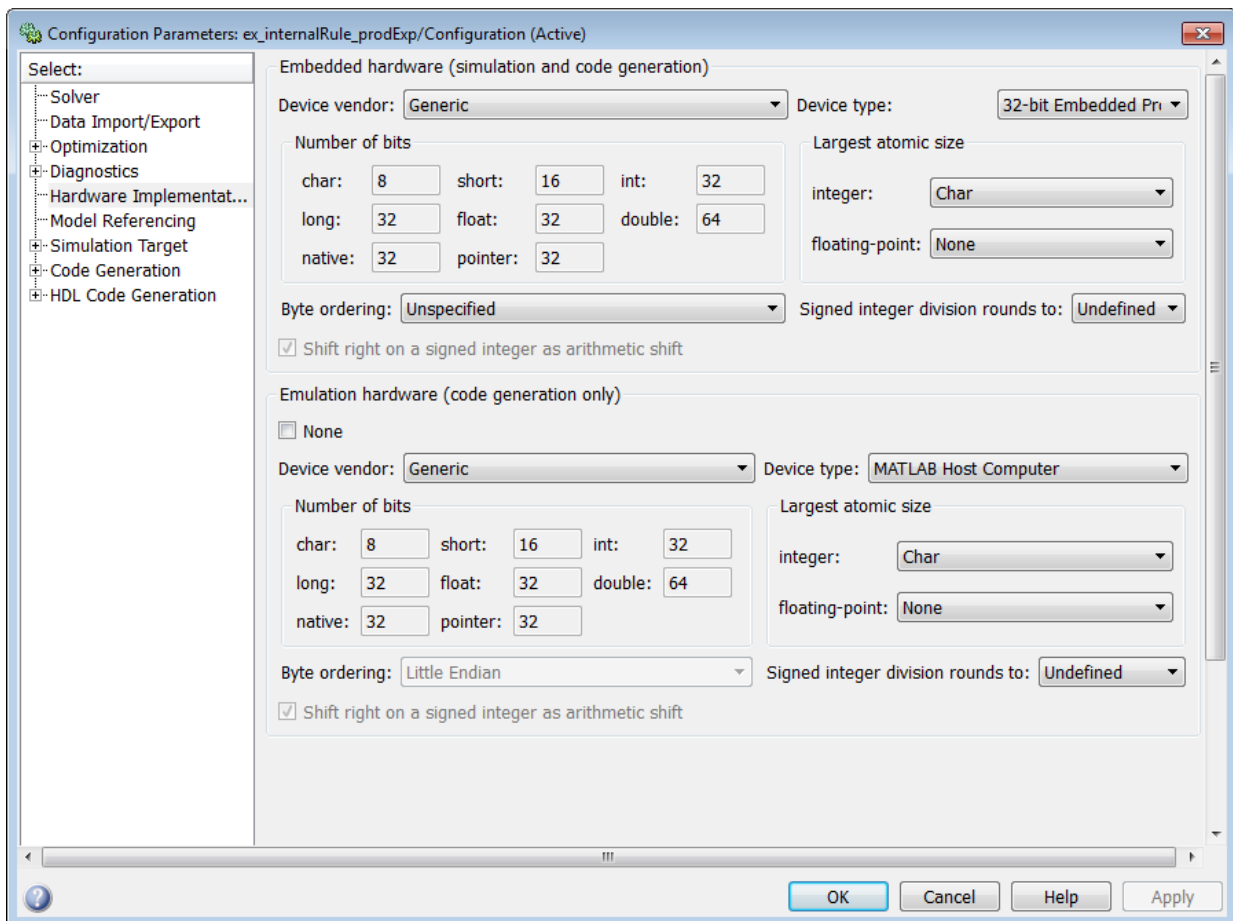 Configuration Parameters: ex_internalRule_prodExp/Configuration (Active)
Select:
Solver
Data Import/Export
Optimization
Diagnostics
Hardware Implementat...
Model Referencing
Simulation Target
Code Generation
HDL Code Generation
Embedded hardware (simulation and code generation)
Device vendor: Generic Device type: 32-bit Embedded Pr
Number of bits Largest atomic size
char: 8 short: 16 int: 32
integer: Char
long: 32 float: 32 double: 64
floating-point: None
native: 32 pointer: 32
Byte ordering: Unspecified Signed integer division rounds to: Undefined
Shift right on a signed integer as arithmetic shift
Emulation hardware (code generation only)
None
Device vendor: Generic Device type: MATLAB Host Computer
Number of bits Largest atomic size
char: 8 short: 16 int: 32
integer: Char
long: 32 float: 32 double: 64
floating-point: None
native: 32 pointer: 32
Byte ordering: Little Endian Signed integer division rounds to: Undefined
Shift right on a signed integer as arithmetic shift
OK Cancel Help Apply